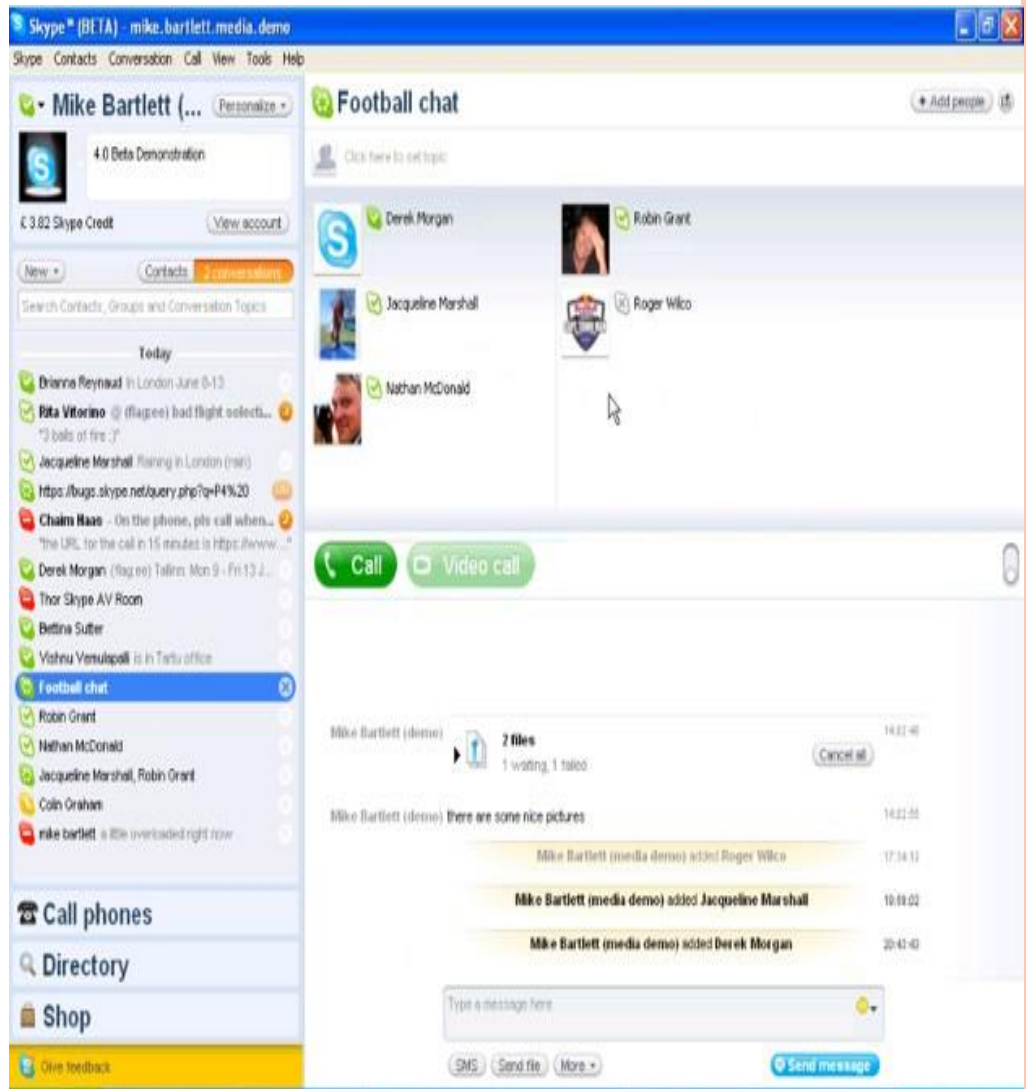 Skype™ (BETA) - mike.bartlett.media.demo
Skype Contacts Conversation Call View Tools Help
Mike Bartlett (... Personalize
4.0 Beta Demonstration
£ 3.82 Skype Credit View account
New Contacts 2 conversations
Search Contacts, Groups and Conversation Topics
Today
Brianna Reynaud in London June 8-13
Rita Vitorino @ (flag:ee) bad flight selecti...
"3 balls of fire :)"
Jacqueline Marshall Raining in London (rain)
https://bugs.skype.net/query.php?q=P4%20
Chaim Haas - On the phone, pls call when...
"the URL for the call in 15 minutes is https://www...."
Derek Morgan (flag:ee) Tallinn: Mon 9 - Fri 13 J...
Thor Skype AV Room
Bettina Sutter
Vishnu Vemulapalli is in Tartu office
Football chat
Robin Grant
Nathan McDonald
Jacqueline Marshall, Robin Grant
Colin Graham
mike bartlett a little overloaded right now
Call phones
Directory
Shop
Give feedback
Football chat
+ Add people
Click here to set topic
Derek Morgan
Robin Grant
Jacqueline Marshall
Roger Wilco
Nathan McDonald
Call Video call
Mike Bartlett (demo) 2 files
1 waiting, 1 failed
Cancel all
Mike Bartlett (demo) there are some nice pictures
Mike Bartlett (media demo) added Roger Wilco
Mike Bartlett (media demo) added Jacqueline Marshall
Mike Bartlett (media demo) added Derek Morgan
Type a message here
SMS Send file More Send message